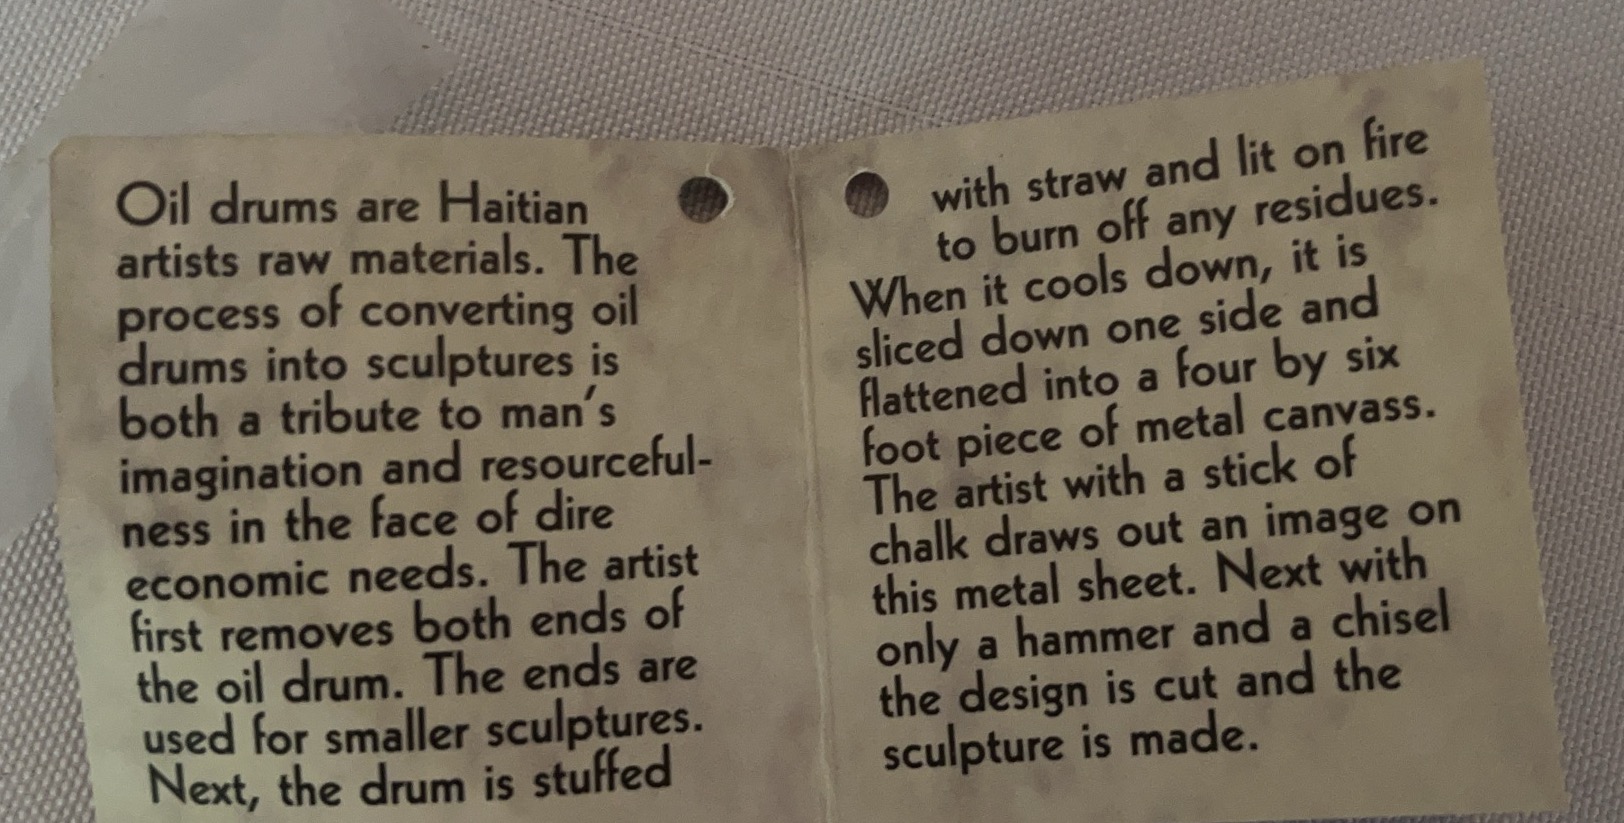 Oil drums are Haitian
artists raw materials. The
process of converting oil
drums into sculptures is
both a tribute to man's
imagination and resourceful-
ness in the face of dire
economic needs. The artist
first removes both ends of
the oil drum. The ends are
used for smaller sculptures.
Next, the drum is stuffed
with straw and lit on fire
to burn off any residues.
When it cools down, it is
sliced down one side and
flattened into a four by six
foot piece of metal canvass.
The artist with a stick of
chalk draws out an image on
this metal sheet. Next with
only a hammer and a chisel
the design is cut and the
sculpture is made.